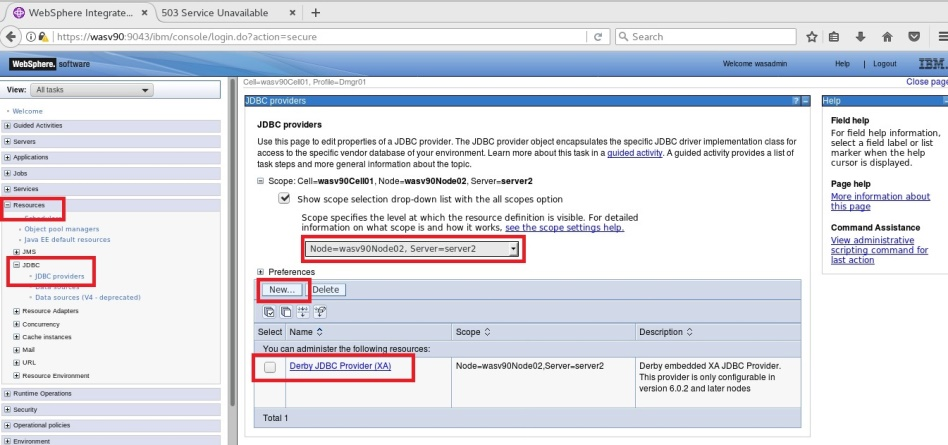 WebSphere Integrate...
503 Service Unavailable
https://wasv90:9043/ibm/console/login.do?action=secure
Search
WebSphere. software
Welcome wasadmin
Help
Logout
IBM.
View: All tasks
Welcome
Guided Activities
Servers
Applications
Jobs
Services
Resources
Object pool managers
Java EE default resources
JMS
JDBC
JDBC providers
Data sources
Data sources (V4 - deprecated)
Resource Adapters
Concurrency
Cache instances
Mail
URL
Resource Environment
Runtime Operations
Security
Operational policies
Environment
Cell=wasv90Cell01, Profile=Dmgr01
Close page
JDBC providers
JDBC providers
Use this page to edit properties of a JDBC provider. The JDBC provider object encapsulates the specific JDBC driver implementation class for
access to the specific vendor database of your environment. Learn more about this task in a guided activity. A guided activity provides a list of
task steps and more general information about the topic.
Scope: Cell=wasv90Cell01, Node=wasv90Node02, Server=server2
Show scope selection drop-down list with the all scopes option
Scope specifies the level at which the resource definition is visible. For detailed
information on what scope is and how it works, see the scope settings help.
Node=wasv90Node02, Server=server2
Preferences
New...
Delete
Select Name Scope Description
You can administer the following resources:
Derby JDBC Provider (XA)
Node=wasv90Node02,Server=server2
Derby embedded XA JDBC Provider.
This provider is only configurable in
version 6.0.2 and later nodes
Total 1
Help
Field help
For field help information,
select a field label or list
marker when the help
cursor is displayed.
Page help
More information about
this page
Command Assistance
View administrative
scripting command for
last action